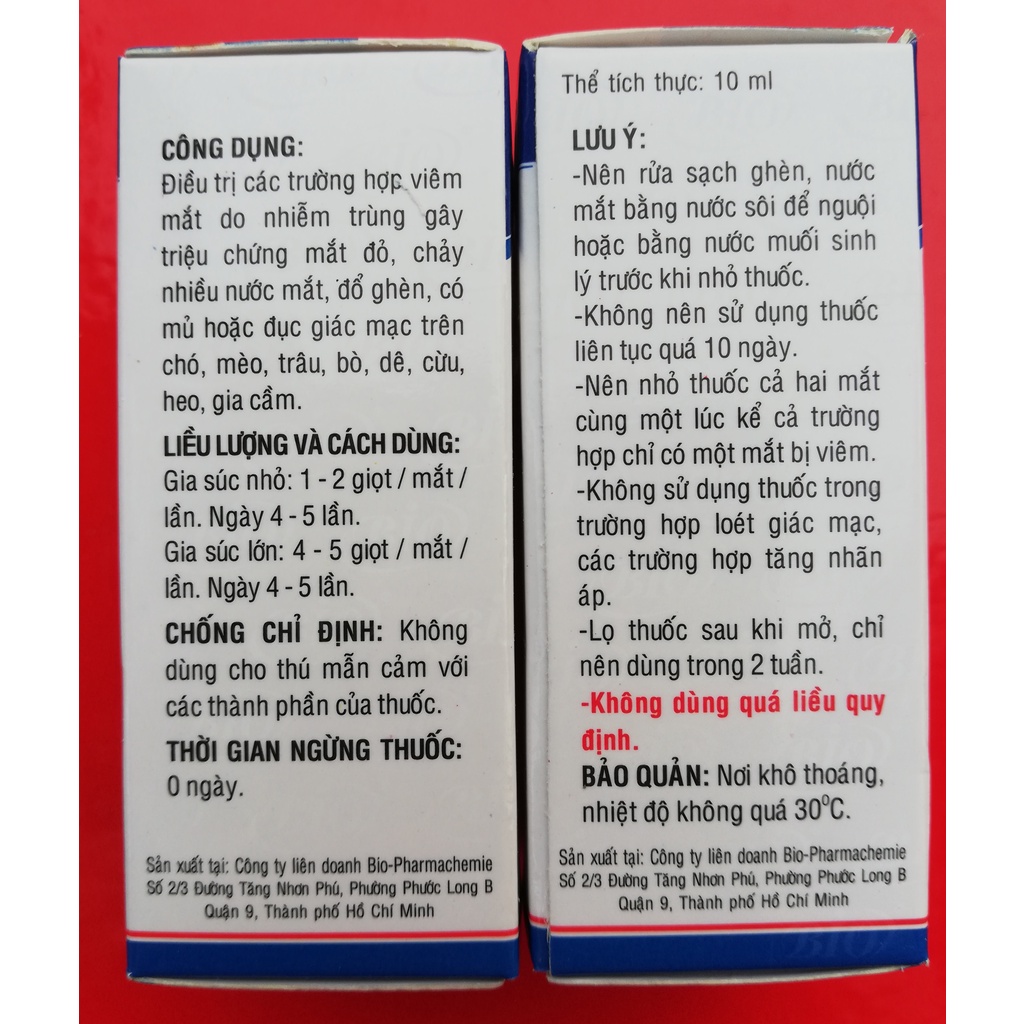 CÔNG DỤNG:
Điều trị các trường hợp viêm
mắt do nhiễm trùng gây
triệu chứng mắt đỏ, chảy
nhiều nước mắt, đổ ghèn, có
mủ hoặc đục giác mạc trên
chó, mèo, trâu, bò, dê, cừu,
heo, gia cầm.
LIỀU LƯỢNG VÀ CÁCH DÙNG:
Gia súc nhỏ: 1 - 2 giọt / mắt /
lần. Ngày 4 - 5 lần.
Gia súc lớn: 4 - 5 giọt / mắt /
lần. Ngày 4 - 5 lần.
CHỐNG CHỈ ĐỊNH: Không
dùng cho thú mẫn cảm với
các thành phần của thuốc.
THỜI GIAN NGỪNG THUỐC:
0 ngày.
Sản xuất tại: Công ty liên doanh Bio-Pharmachemie
Số 2/3 Đường Tăng Nhơn Phú, Phường Phước Long B
Quận 9, Thành phố Hồ Chí Minh
Thể tích thực: 10 ml
LƯU Ý:
-Nên rửa sạch ghèn, nước
mắt bằng nước sôi để nguội
hoặc bằng nước muối sinh
lý trước khi nhỏ thuốc.
-Không nên sử dụng thuốc
liên tục quá 10 ngày.
-Nên nhỏ thuốc cả hai mắt
cùng một lúc kể cả trường
hợp chỉ có một mắt bị viêm.
-Không sử dụng thuốc trong
trường hợp loét giác mạc,
các trường hợp tăng nhãn
áp.
-Lọ thuốc sau khi mở, chỉ
nên dùng trong 2 tuần.
-Không dùng quá liều quy
định.
BẢO QUẢN: Nơi khô thoáng,
nhiệt độ không quá 30⁰C.
Sản xuất tại: Công ty liên doanh Bio-Pharmachemie
Số 2/3 Đường Tăng Nhơn Phú, Phường Phước Long B
Quận 9, Thành phố Hồ Chí Minh